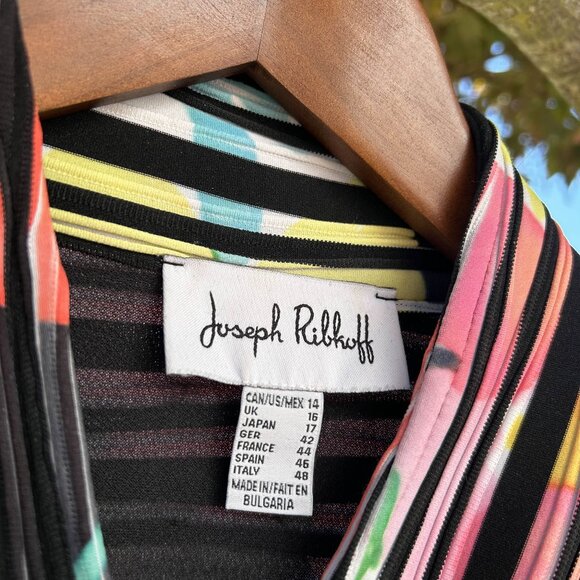 Joseph Ribkoff
CAN/US/MEX 14
UK 16
JAPAN 17
GER 42
FRANCE 44
SPAIN 46
ITALY 48
MADE IN/FAIT EN
BULGARIA